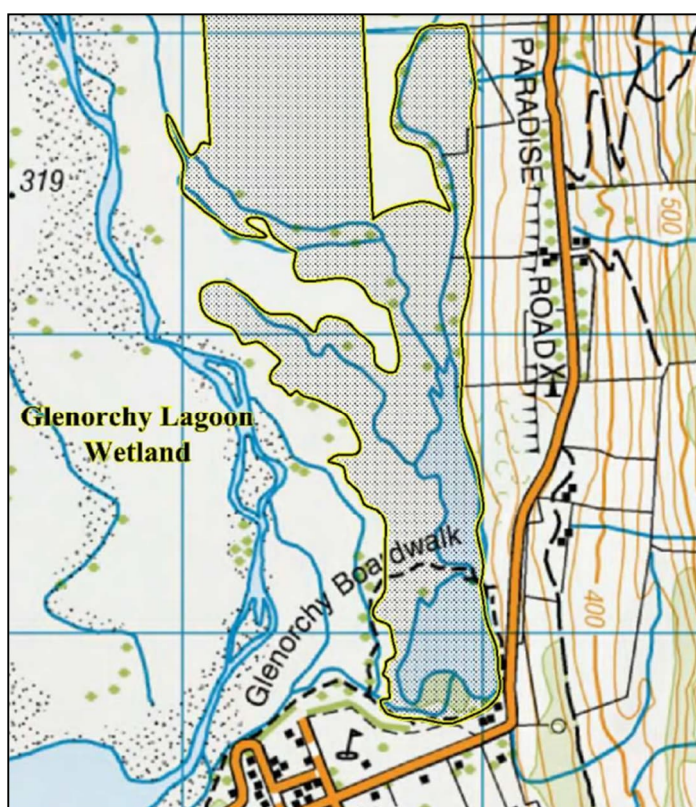 319
PARADISE
ROAD
500
Glenorchy Lagoon
Wetland
Glenorchy Boardwalk
400